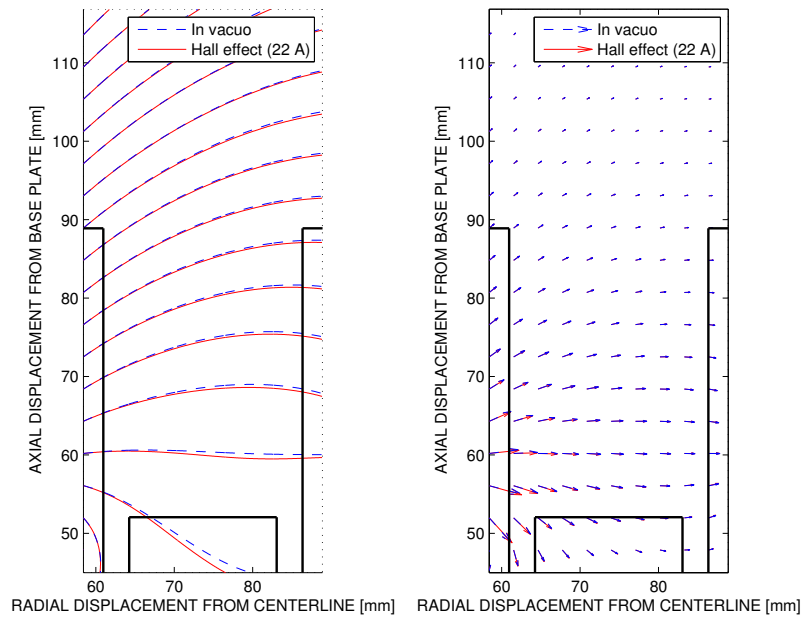 In vacuo
Hall effect (22 A)
110
100
90
80
70
60
50
60
70
80
AXIAL DISPLACEMENT FROM BASE PLATE [mm]
RADIAL DISPLACEMENT FROM CENTERLINE [mm]
In vacuo
Hall effect (22 A)
110
100
90
80
70
60
50
60
70
80
AXIAL DISPLACEMENT FROM BASE PLATE [mm]
RADIAL DISPLACEMENT FROM CENTERLINE [mm]